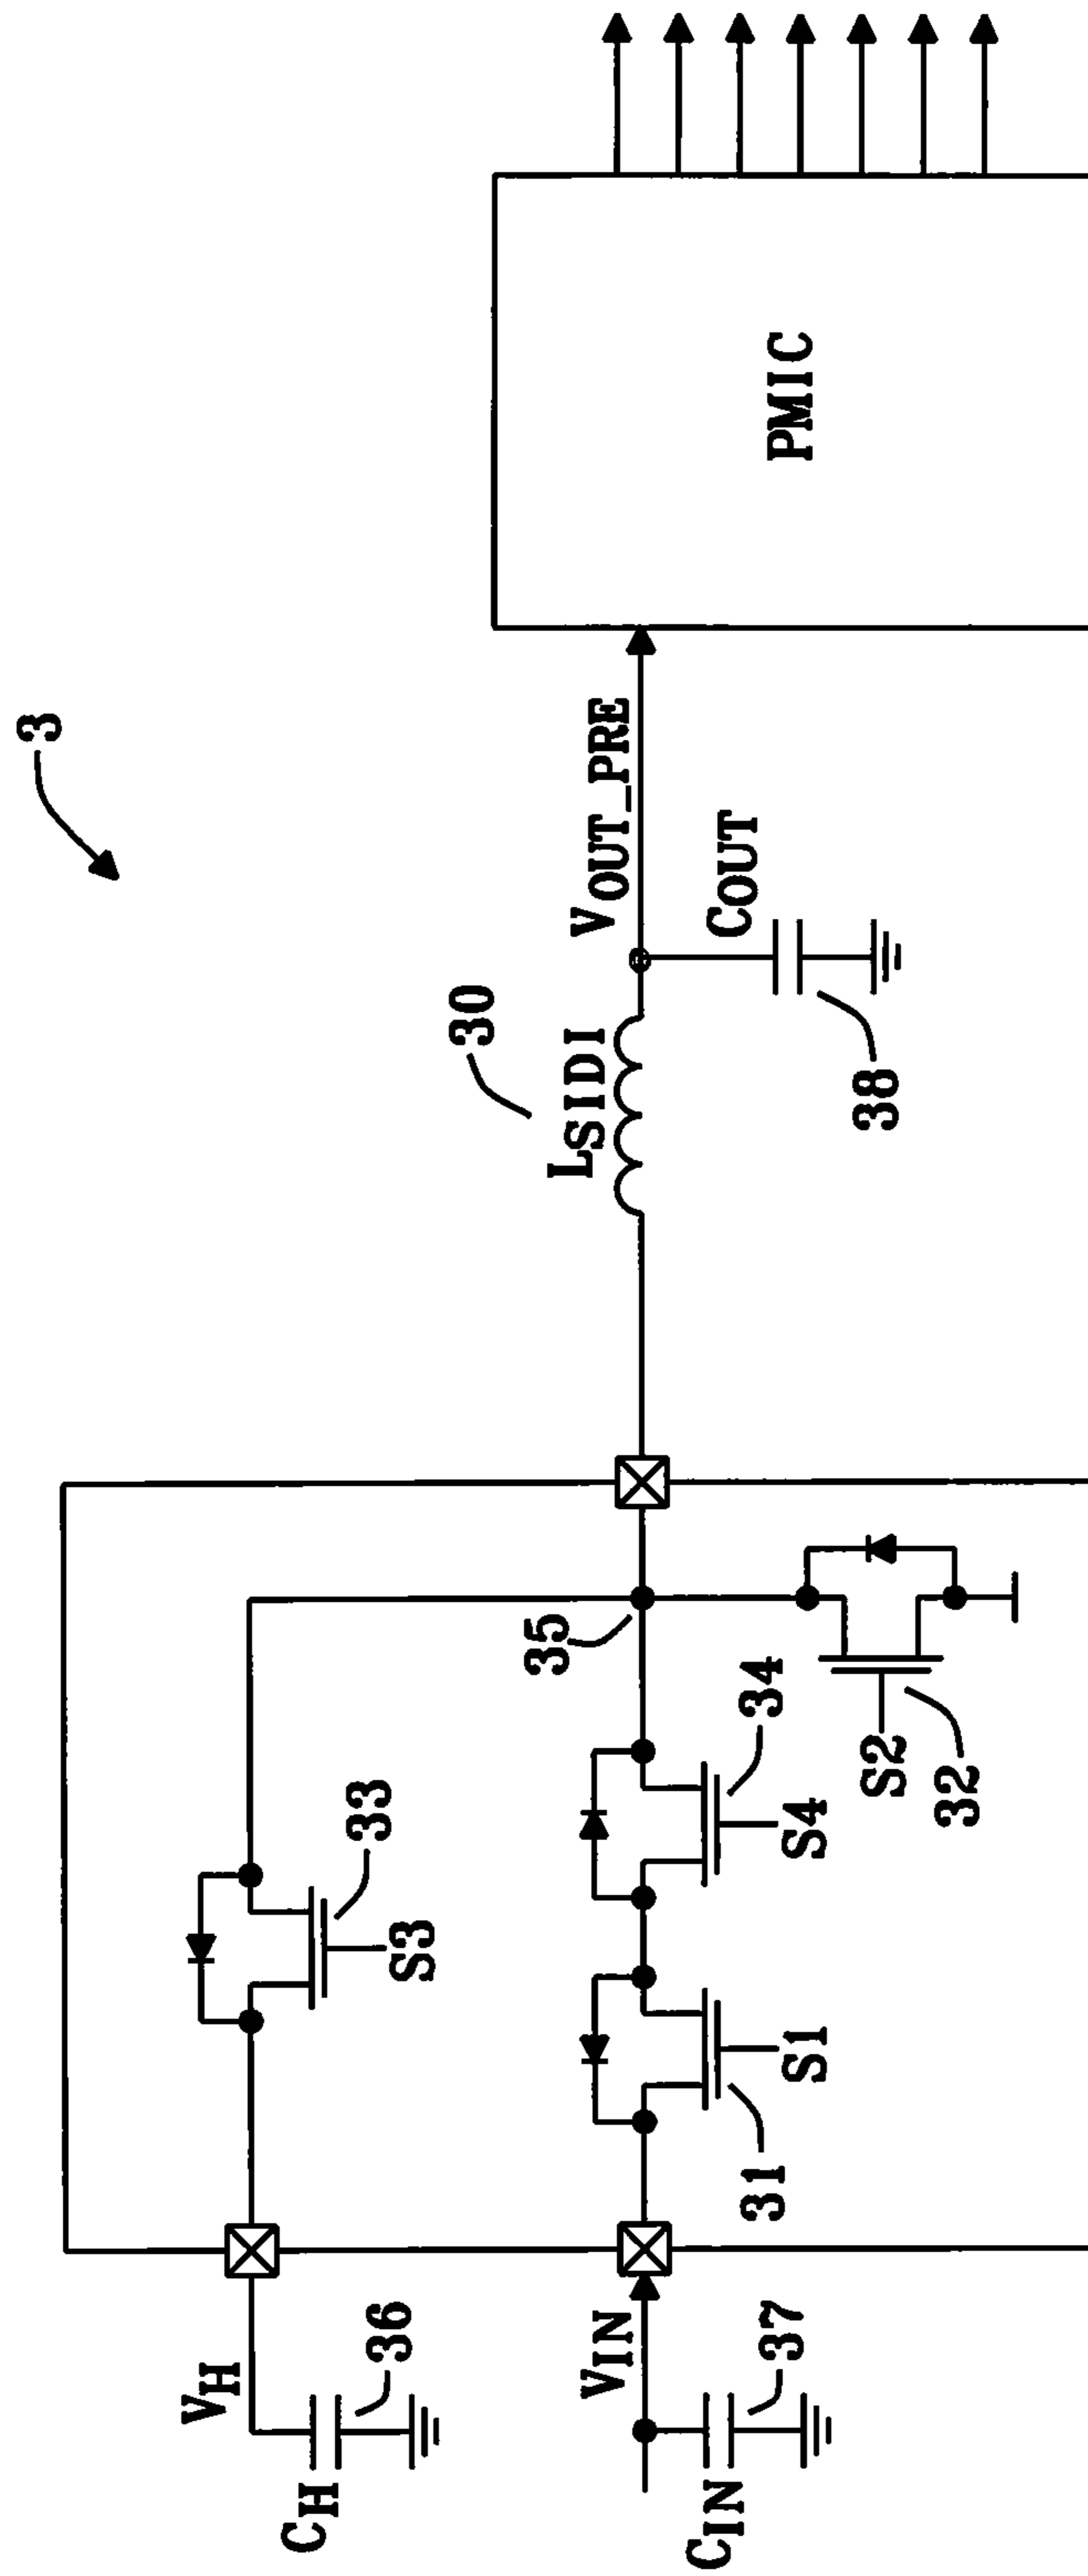 3
VH
CH
36
S3
33
VIN
CIN
37
31
S1
S4
34
35
S2
32
30
LSIDI
VOUT_PRE
COUT
38
PMIC